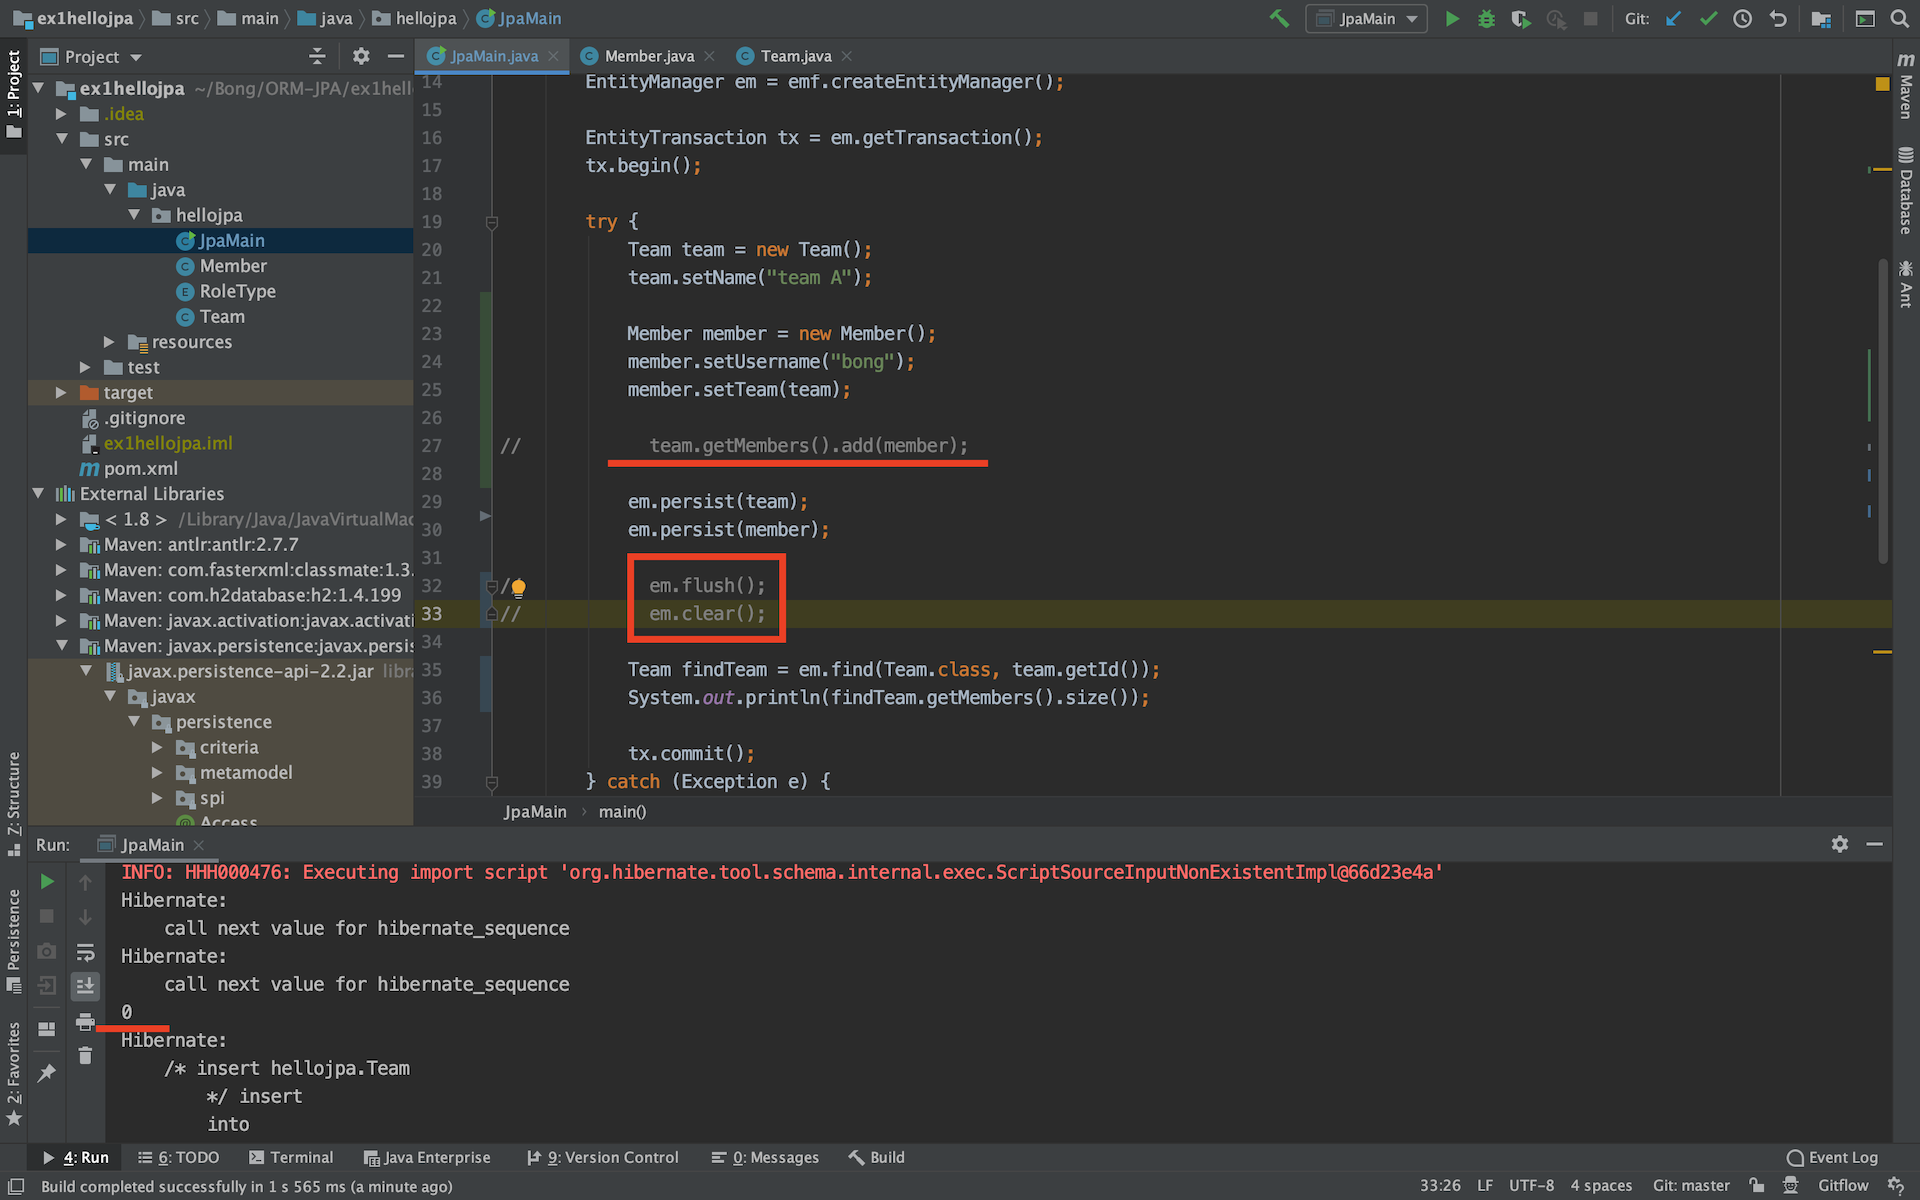 ex1hellojpa src main java hellojpa JpaMain JpaMain Git:
1: Project Project JpaMain.java Member.java Team.java Maven
ex1hellojpa ~/Bong/ORM-JPA/ex1hell
.idea
src
main
java
hellojpa
JpaMain
Member
RoleType
Team
resources
test
target
.gitignore
ex1hellojpa.iml
pom.xml
External Libraries
< 1.8 > /Library/Java/JavaVirtualMac
Maven: antlr:antlr:2.7.7
Maven: com.fasterxml:classmate:1.3.
Maven: com.h2database:h2:1.4.199
Maven: javax.activation:javax.activati
Maven: javax.persistence:javax.persis
javax.persistence-api-2.2.jar libra
javax
persistence
criteria
metamodel
spi
Access
14 EntityManager em = emf.createEntityManager();
15
16 EntityTransaction tx = em.getTransaction();
17 tx.begin();
18
19 try {
20 Team team = new Team();
21 team.setName("team A");
22
23 Member member = new Member();
24 member.setUsername("bong");
25 member.setTeam(team);
26
27 // team.getMembers().add(member);
28
29 em.persist(team);
30 em.persist(member);
31
32 / em.flush();
33 // em.clear();
34
35 Team findTeam = em.find(Team.class, team.getId());
36 System.out.println(findTeam.getMembers().size());
37
38 tx.commit();
39 } catch (Exception e) {
JpaMain main()
Database
Ant
Z: Structure
Persistence
2: Favorites
Run: JpaMain
INFO: HHH000476: Executing import script 'org.hibernate.tool.schema.internal.exec.ScriptSourceInputNonExistentImpl@66d23e4a'
Hibernate:
call next value for hibernate_sequence
Hibernate:
call next value for hibernate_sequence
0
Hibernate:
/* insert hellojpa.Team
*/ insert
into
4: Run 6: TODO Terminal Java Enterprise 9: Version Control 0: Messages Build Event Log
Build completed successfully in 1 s 565 ms (a minute ago) 33:26 LF UTF-8 4 spaces Git: master Gitflow